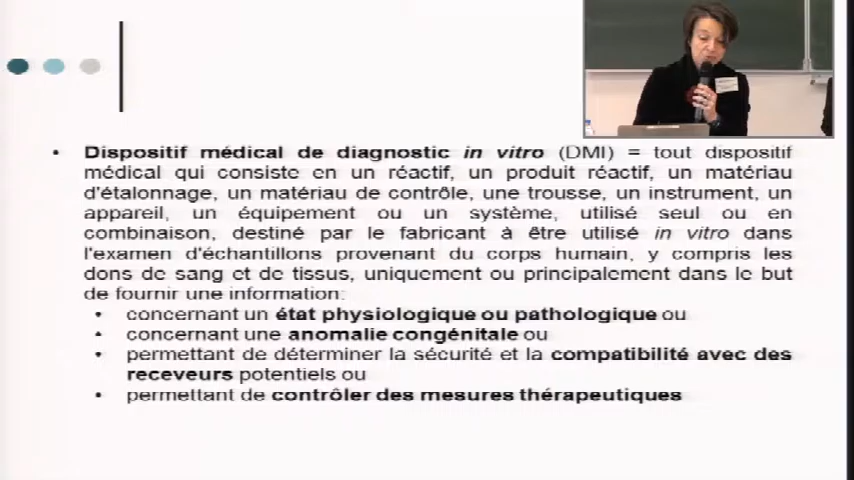 • Dispositif médical de diagnostic in vitro (DMI) = tout dispositif
médical qui consiste en un réactif, un produit réactif, un matériau
d'étalonnage, un matériau de contrôle, une trousse, un instrument, un
appareil, un équipement ou un système, utilisé seul ou en
combinaison, destiné par le fabricant à être utilisé in vitro dans
l'examen d'échantillons provenant du corps humain, y compris les
dons de sang et de tissus, uniquement ou principalement dans le but
de fournir une information:
• concernant un état physiologique ou pathologique ou
• concernant une anomalie congénitale ou
• permettant de déterminer la sécurité et la compatibilité avec des
receveurs potentiels ou
• permettant de contrôler des mesures thérapeutiques